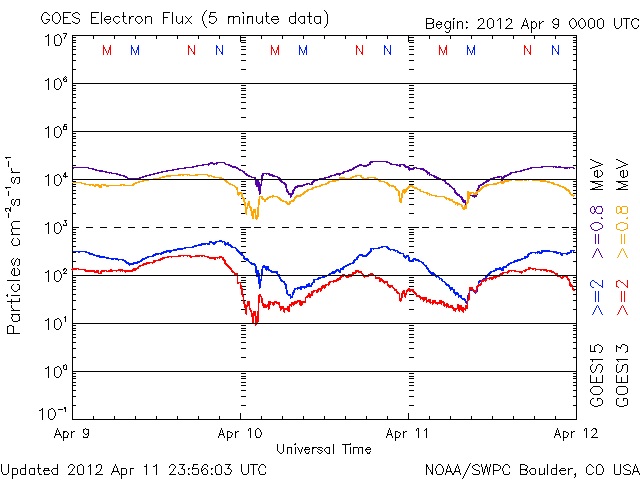 GOES Electron Flux (5 minute data)
Begin: 2012 Apr 9 0000 UTC
M M N N M M N N M M N N
10⁷
10⁶
10⁵
10⁴
10³
10²
10¹
10⁰
10⁻¹
Particles cm⁻²s⁻¹sr⁻¹
GOES15 >=2 >=0.8 MeV
GOES13 >=2 >=0.8 MeV
Apr 9 Apr 10 Apr 11 Apr 12
Universal Time
Updated 2012 Apr 11 23:56:03 UTC
NOAA/SWPC Boulder, CO USA